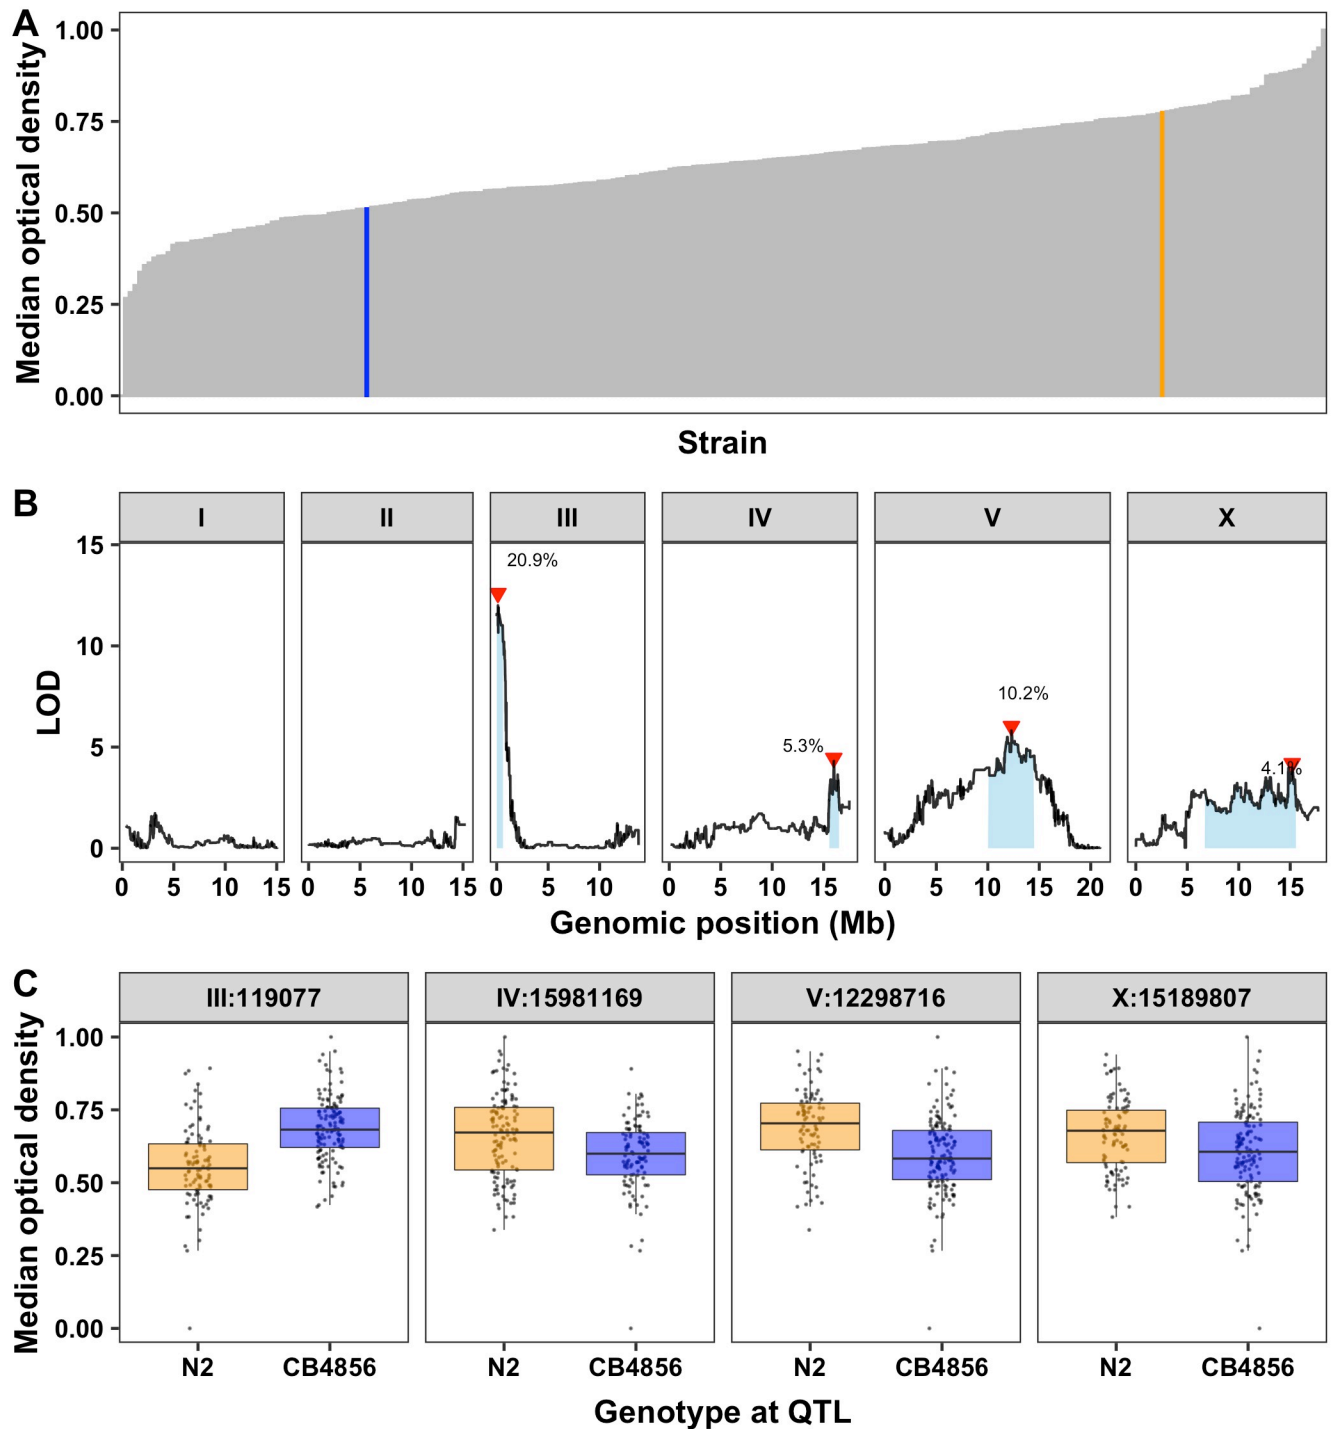 A
Median optical density
1.00
0.75
0.50
0.25
0.00
Strain
B
I II III IV V X
LOD
15
10
5
0
20.9%
5.3%
10.2%
4.1%
0 5 10 15 0 5 10 15 0 5 10 0 5 10 15 0 5 10 15 20 0 5 10 15
Genomic position (Mb)
C
III:119077 IV:15981169 V:12298716 X:15189807
Median optical density
1.00
0.75
0.50
0.25
0.00
N2 CB4856 N2 CB4856 N2 CB4856 N2 CB4856
Genotype at QTL